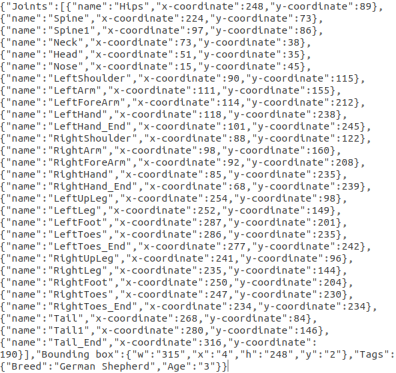 {"Joints":[{"name":"Hips","x-coordinate":248,"y-coordinate":89},
{"name":"Spine","x-coordinate":224,"y-coordinate":73},
{"name":"Spine1","x-coordinate":97,"y-coordinate":86},
{"name":"Neck","x-coordinate":73,"y-coordinate":38},
{"name":"Head","x-coordinate":51,"y-coordinate":35},
{"name":"Nose","x-coordinate":15,"y-coordinate":45},
{"name":"LeftShoulder","x-coordinate":90,"y-coordinate":115},
{"name":"LeftArm","x-coordinate":111,"y-coordinate":155},
{"name":"LeftForeArm","x-coordinate":114,"y-coordinate":212},
{"name":"LeftHand","x-coordinate":118,"y-coordinate":238},
{"name":"LeftHand_End","x-coordinate":101,"y-coordinate":245},
{"name":"RightShoulder","x-coordinate":88,"y-coordinate":122},
{"name":"RightArm","x-coordinate":98,"y-coordinate":160},
{"name":"RightForeArm","x-coordinate":92,"y-coordinate":208},
{"name":"RightHand","x-coordinate":85,"y-coordinate":235},
{"name":"RightHand_End","x-coordinate":68,"y-coordinate":239},
{"name":"LeftUpLeg","x-coordinate":254,"y-coordinate":98},
{"name":"LeftLeg","x-coordinate":252,"y-coordinate":149},
{"name":"LeftFoot","x-coordinate":287,"y-coordinate":201},
{"name":"LeftToes","x-coordinate":286,"y-coordinate":235},
{"name":"LeftToes_End","x-coordinate":277,"y-coordinate":242},
{"name":"RightUpLeg","x-coordinate":241,"y-coordinate":96},
{"name":"RightLeg","x-coordinate":235,"y-coordinate":144},
{"name":"RightFoot","x-coordinate":250,"y-coordinate":204},
{"name":"RightToes","x-coordinate":247,"y-coordinate":230},
{"name":"RightToes_End","x-coordinate":234,"y-coordinate":234},
{"name":"Tail","x-coordinate":268,"y-coordinate":84},
{"name":"Tail1","x-coordinate":280,"y-coordinate":146},
{"name":"Tail_End","x-coordinate":316,"y-coordinate":
190}],"Bounding box":{"w":"315","x":"4","h":"248","y":"2"},"Tags":
{"Breed":"German Shepherd","Age":"3"}}